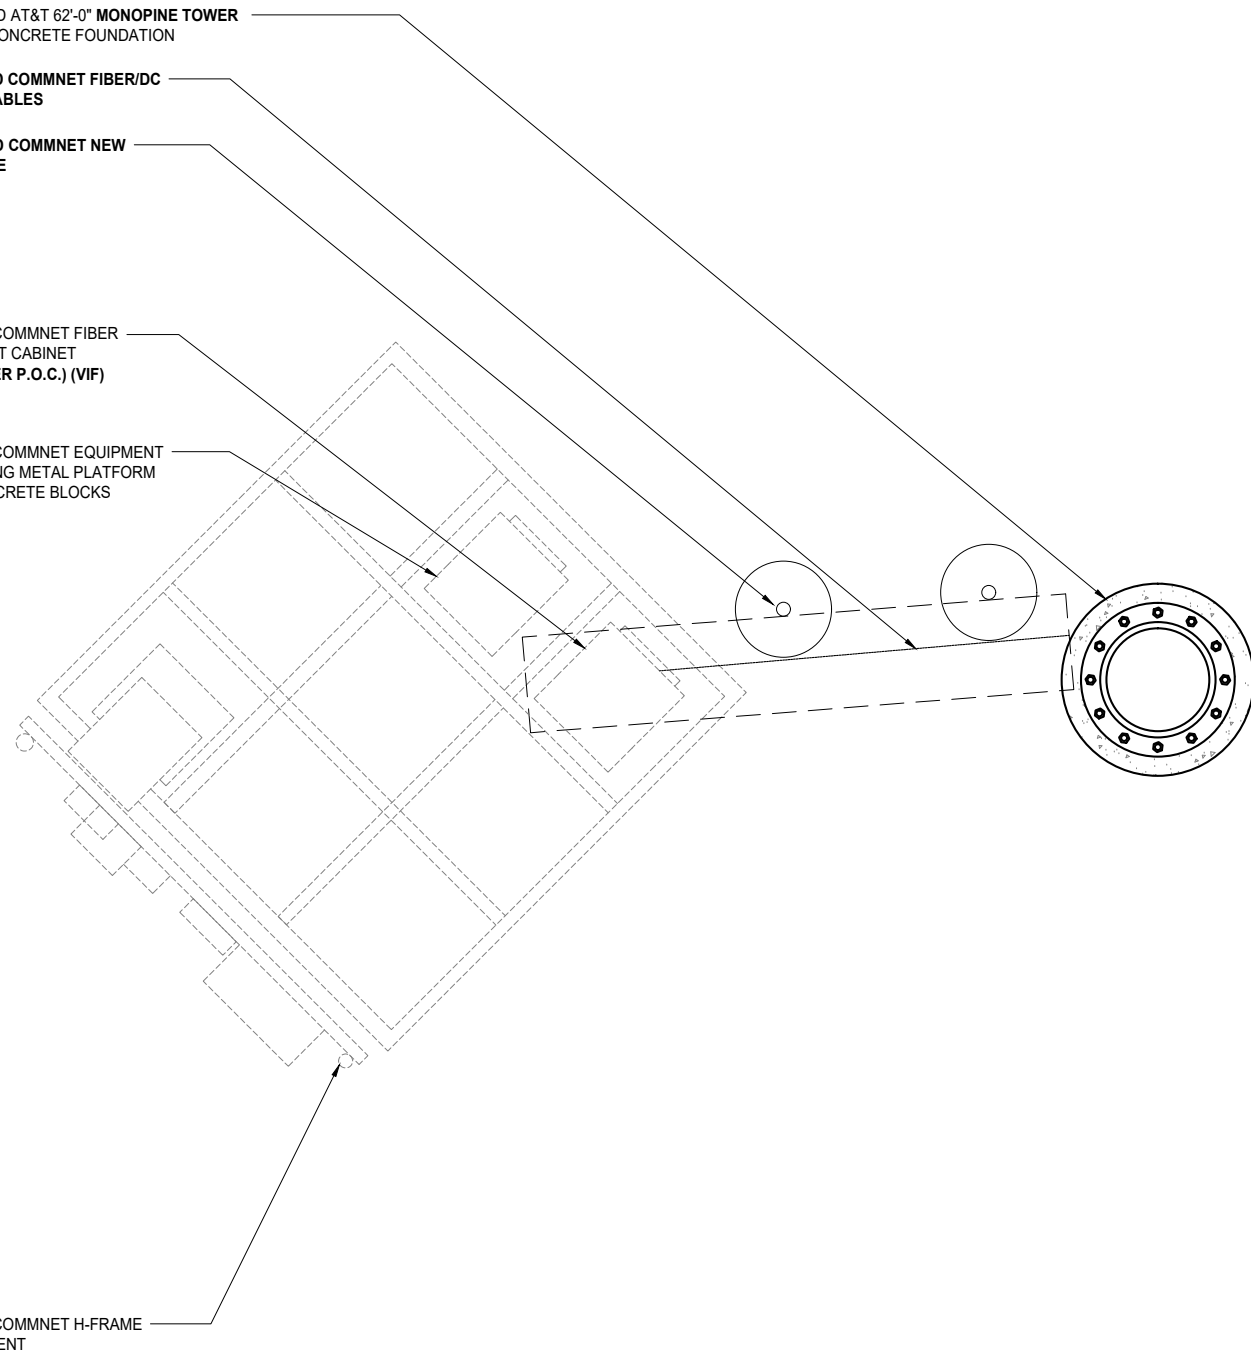 D AT&T 62'-0" MONOPINE TOWER
ONCRETE FOUNDATION
D COMMNET FIBER/DC
ABLES
D COMMNET NEW
E
COMMNET FIBER
T CABINET
ER P.O.C.) (VIF)
COMMNET EQUIPMENT
NG METAL PLATFORM
CRETE BLOCKS
COMMNET H-FRAME
ENT